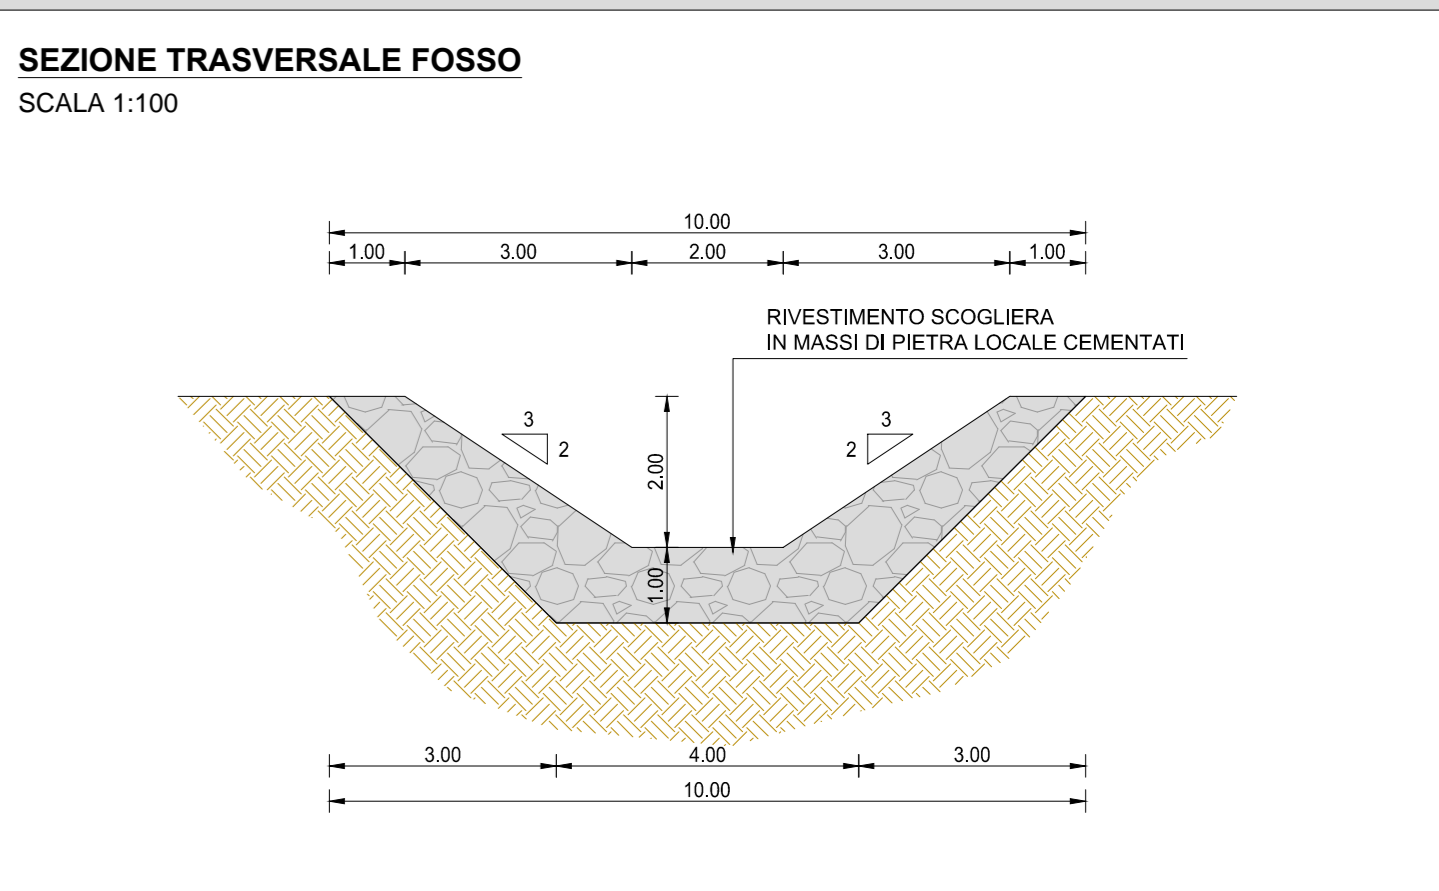 SEZIONE TRASVERSALE FOSSO
SCALA 1:100
10.00
1.00 3.00 2.00 3.00 1.00
RIVESTIMENTO SCOGLIERA
IN MASSI DI PIETRA LOCALE CEMENTATI
3 3
2 2
2.00
1.00
3.00 4.00 3.00
10.00